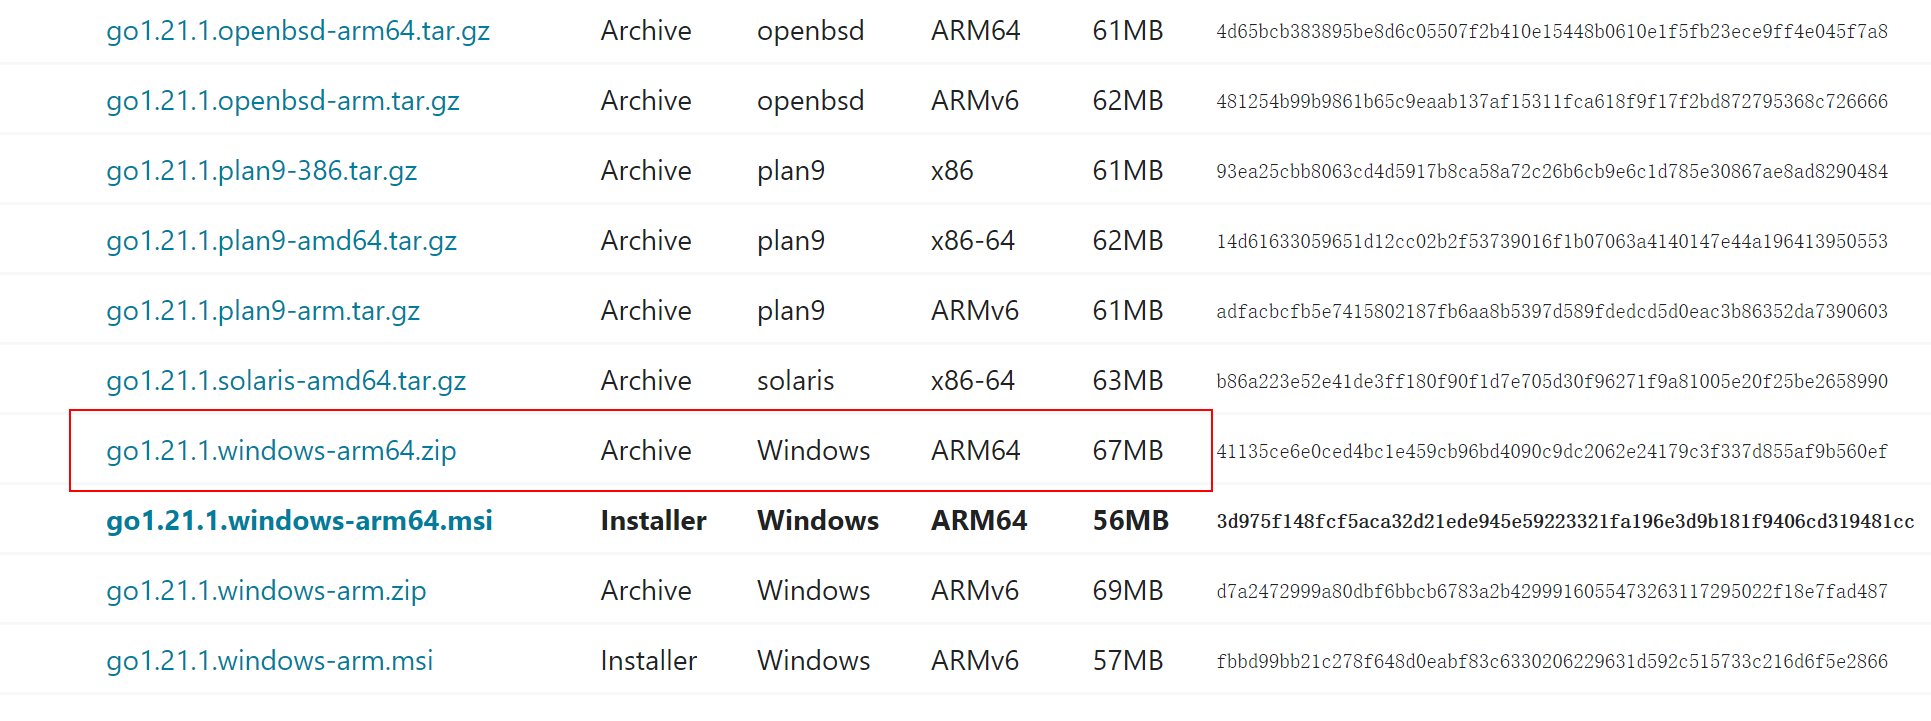 go1.21.1.openbsd-arm64.tar.gz Archive openbsd ARM64 61MB 4d65bcb383895be8d6c05507f2b410e15448b0610e1f5fb23ece9ff4e045f7a8
go1.21.1.openbsd-arm.tar.gz Archive openbsd ARMv6 62MB 481254b99b9861b65c9eaab137af15311fca618f9f17f2bd872795368c726666
go1.21.1.plan9-386.tar.gz Archive plan9 x86 61MB 93ea25cbb8063cd4d5917b8ca58a72c26b6cb9e6c1d785e30867ae8ad8290484
go1.21.1.plan9-amd64.tar.gz Archive plan9 x86-64 62MB 14d61633059651d12cc02b2f53739016f1b07063a4140147e44a196413950553
go1.21.1.plan9-arm.tar.gz Archive plan9 ARMv6 61MB adfacbcfb5e7415802187fb6aa8b5397d589fdedcd5d0eac3b86352da7390603
go1.21.1.solaris-amd64.tar.gz Archive solaris x86-64 63MB b86a223e52e41de3ff180f90f1d7e705d30f96271f9a81005e20f25be2658990
go1.21.1.windows-arm64.zip Archive Windows ARM64 67MB 41135ce6e0ced4bc1e459cb96bd4090c9dc2062e24179c3f337d855af9b560ef
go1.21.1.windows-arm64.msi Installer Windows ARM64 56MB 3d975f148fcf5aca32d21ede945e59223321fa196e3d9b181f9406cd319481cc
go1.21.1.windows-arm.zip Archive Windows ARMv6 69MB d7a2472999a80dbf6bbcb6783a2b4299916055473263117295022f18e7fad487
go1.21.1.windows-arm.msi Installer Windows ARMv6 57MB fbbd99bb21c278f648d0eabf83c6330206229631d592c515733c216d6f5e2866